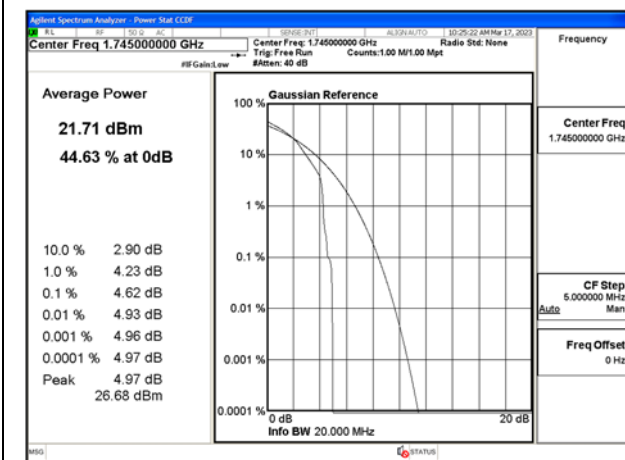 Agilent Spectrum Analyzer - Power Stat CCDF
RL RF 50 Ω AC SENSE:INT ALIGN AUTO 10:25:22 AM Mar 17, 2023
Center Freq 1.745000000 GHz
Center Freq: 1.745000000 GHz Radio Std: None
Trig: Free Run Counts:1.00 M/1.00 Mpt
#IFGain:Low #Atten: 40 dB
Frequency
Average Power
21.71 dBm
44.63 % at 0dB
10.0 % 2.90 dB
1.0 % 4.23 dB
0.1 % 4.62 dB
0.01 % 4.93 dB
0.001 % 4.96 dB
0.0001 % 4.97 dB
Peak 4.97 dB
26.68 dBm
Gaussian Reference
100 %
10 %
1 %
0.1 %
0.01 %
0.001 %
0.0001 %
0 dB 20 dB
Info BW 20.000 MHz
Center Freq
1.745000000 GHz
CF Step
5.000000 MHz
Auto Man
Freq Offset
0 Hz
MSG STATUS